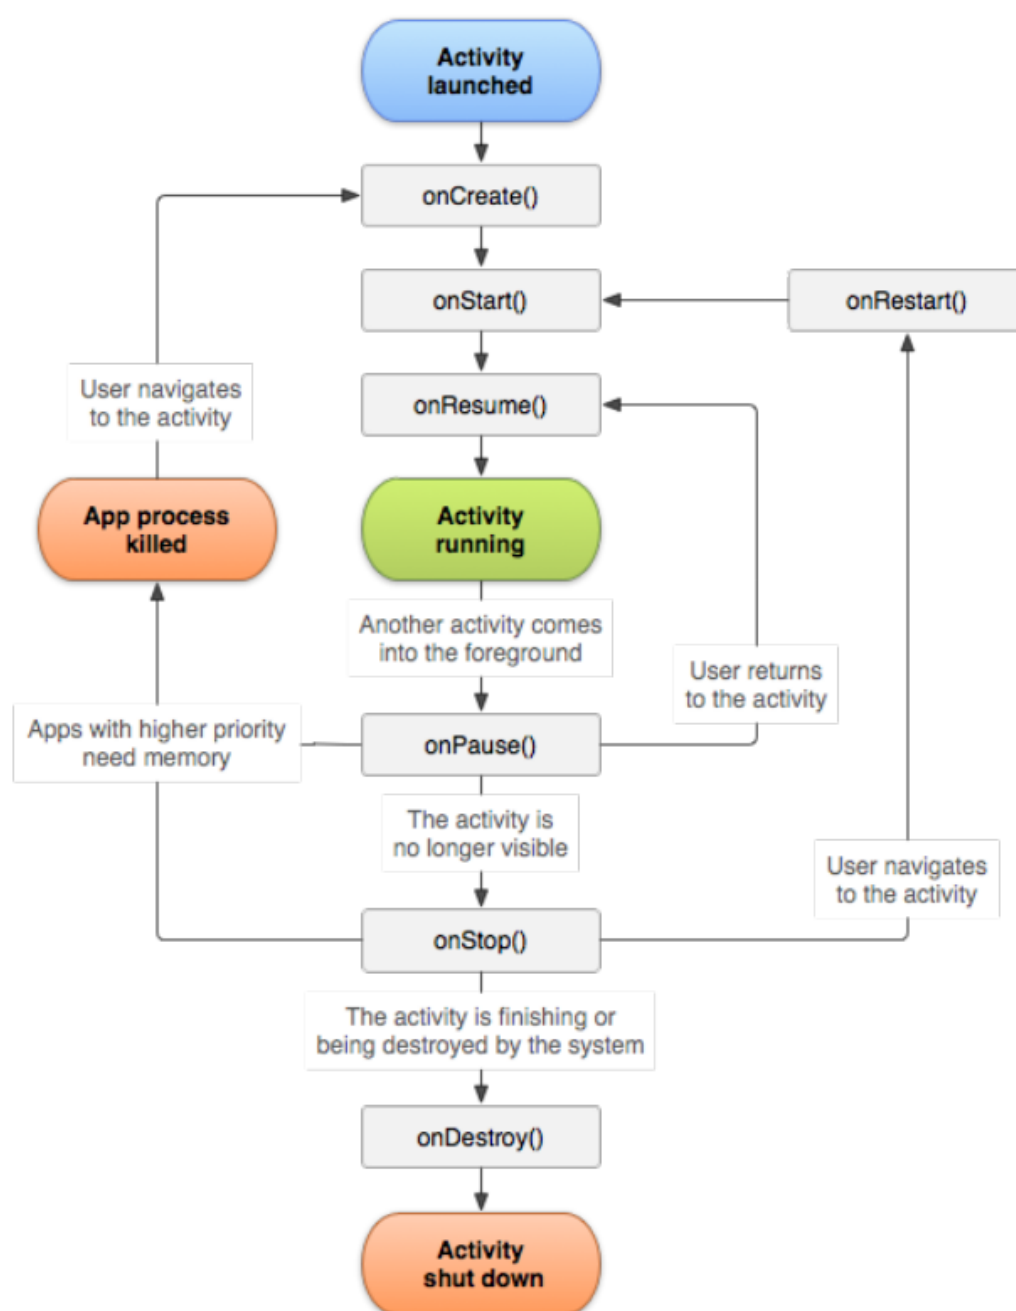 Activity
launched
onCreate()
onStart()
onRestart()
User navigates
to the activity
onResume()
App process
killed
Activity
running
Another activity comes
into the foreground
User returns
to the activity
Apps with higher priority
need memory
onPause()
The activity is
no longer visible
User navigates
to the activity
onStop()
The activity is finishing or
being destroyed by the system
onDestroy()
Activity
shut down